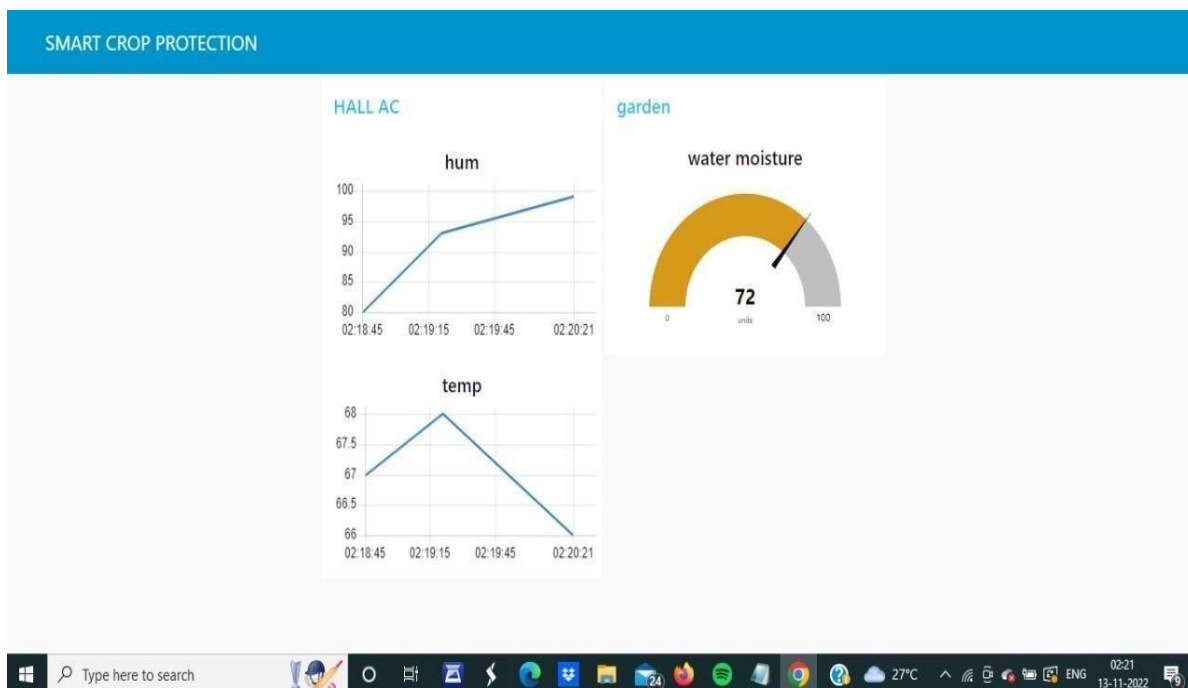 SMART CROP PROTECTION
HALL AC
hum
100
95
90
85
80
02:18:45 02:19:15 02:19:45 02:20:21
temp
68
67.5
67
66.5
66
02:18:45 02:19:15 02:19:45 02:20:21
garden
water moisture
72
0 units 100
Type here to search
24
27°C
ENG
02:21
13-11-2022
9